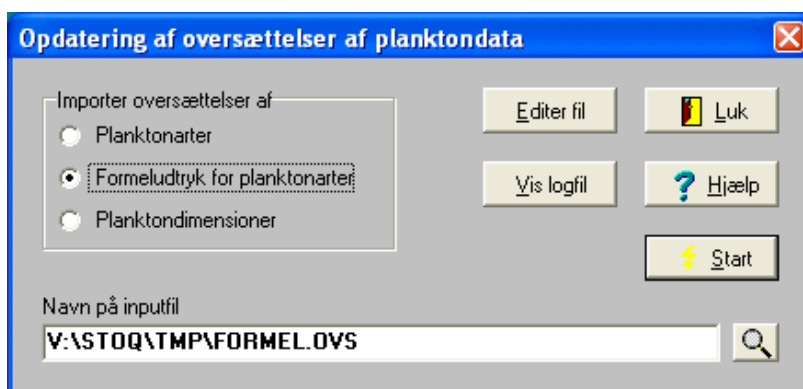 Opdatering af oversættelser af planktondata
Importer oversættelser af
Planktonarter
Formeludtryk for planktonarter
Planktondimensioner
Editer fil
Luk
Vis logfil
Hjælp
Start
Navn på inputfil
V:\STOQ\TMP\FORMEL.OVS